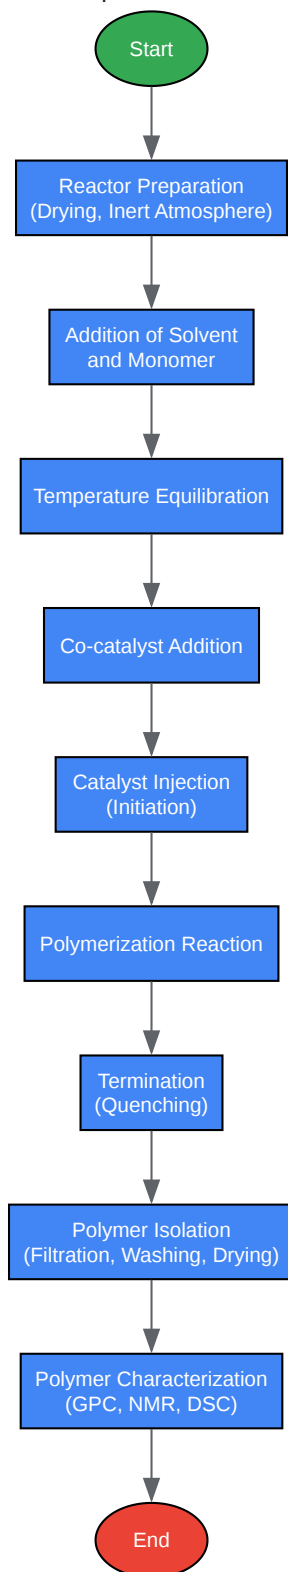 Start
Reactor Preparation
(Drying, Inert Atmosphere)
Addition of Solvent
and Monomer
Temperature Equilibration
Co-catalyst Addition
Catalyst Injection
(Initiation)
Polymerization Reaction
Termination
(Quenching)
Polymer Isolation
(Filtration, Washing, Drying)
Polymer Characterization
(GPC, NMR, DSC)
End